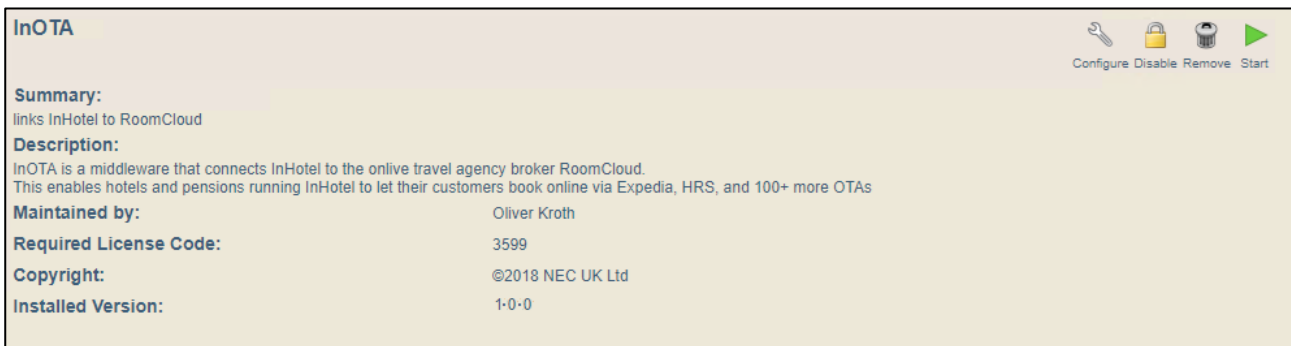 InOTA
Configure Disable Remove Start
Summary:
links InHotel to RoomCloud
Description:
InOTA is a middleware that connects InHotel to the onlive travel agency broker RoomCloud.
This enables hotels and pensions running InHotel to let their customers book online via Expedia, HRS, and 100+ more OTAs
Maintained by: Oliver Kroth
Required License Code: 3599
Copyright: ©2018 NEC UK Ltd
Installed Version: 1·0·0